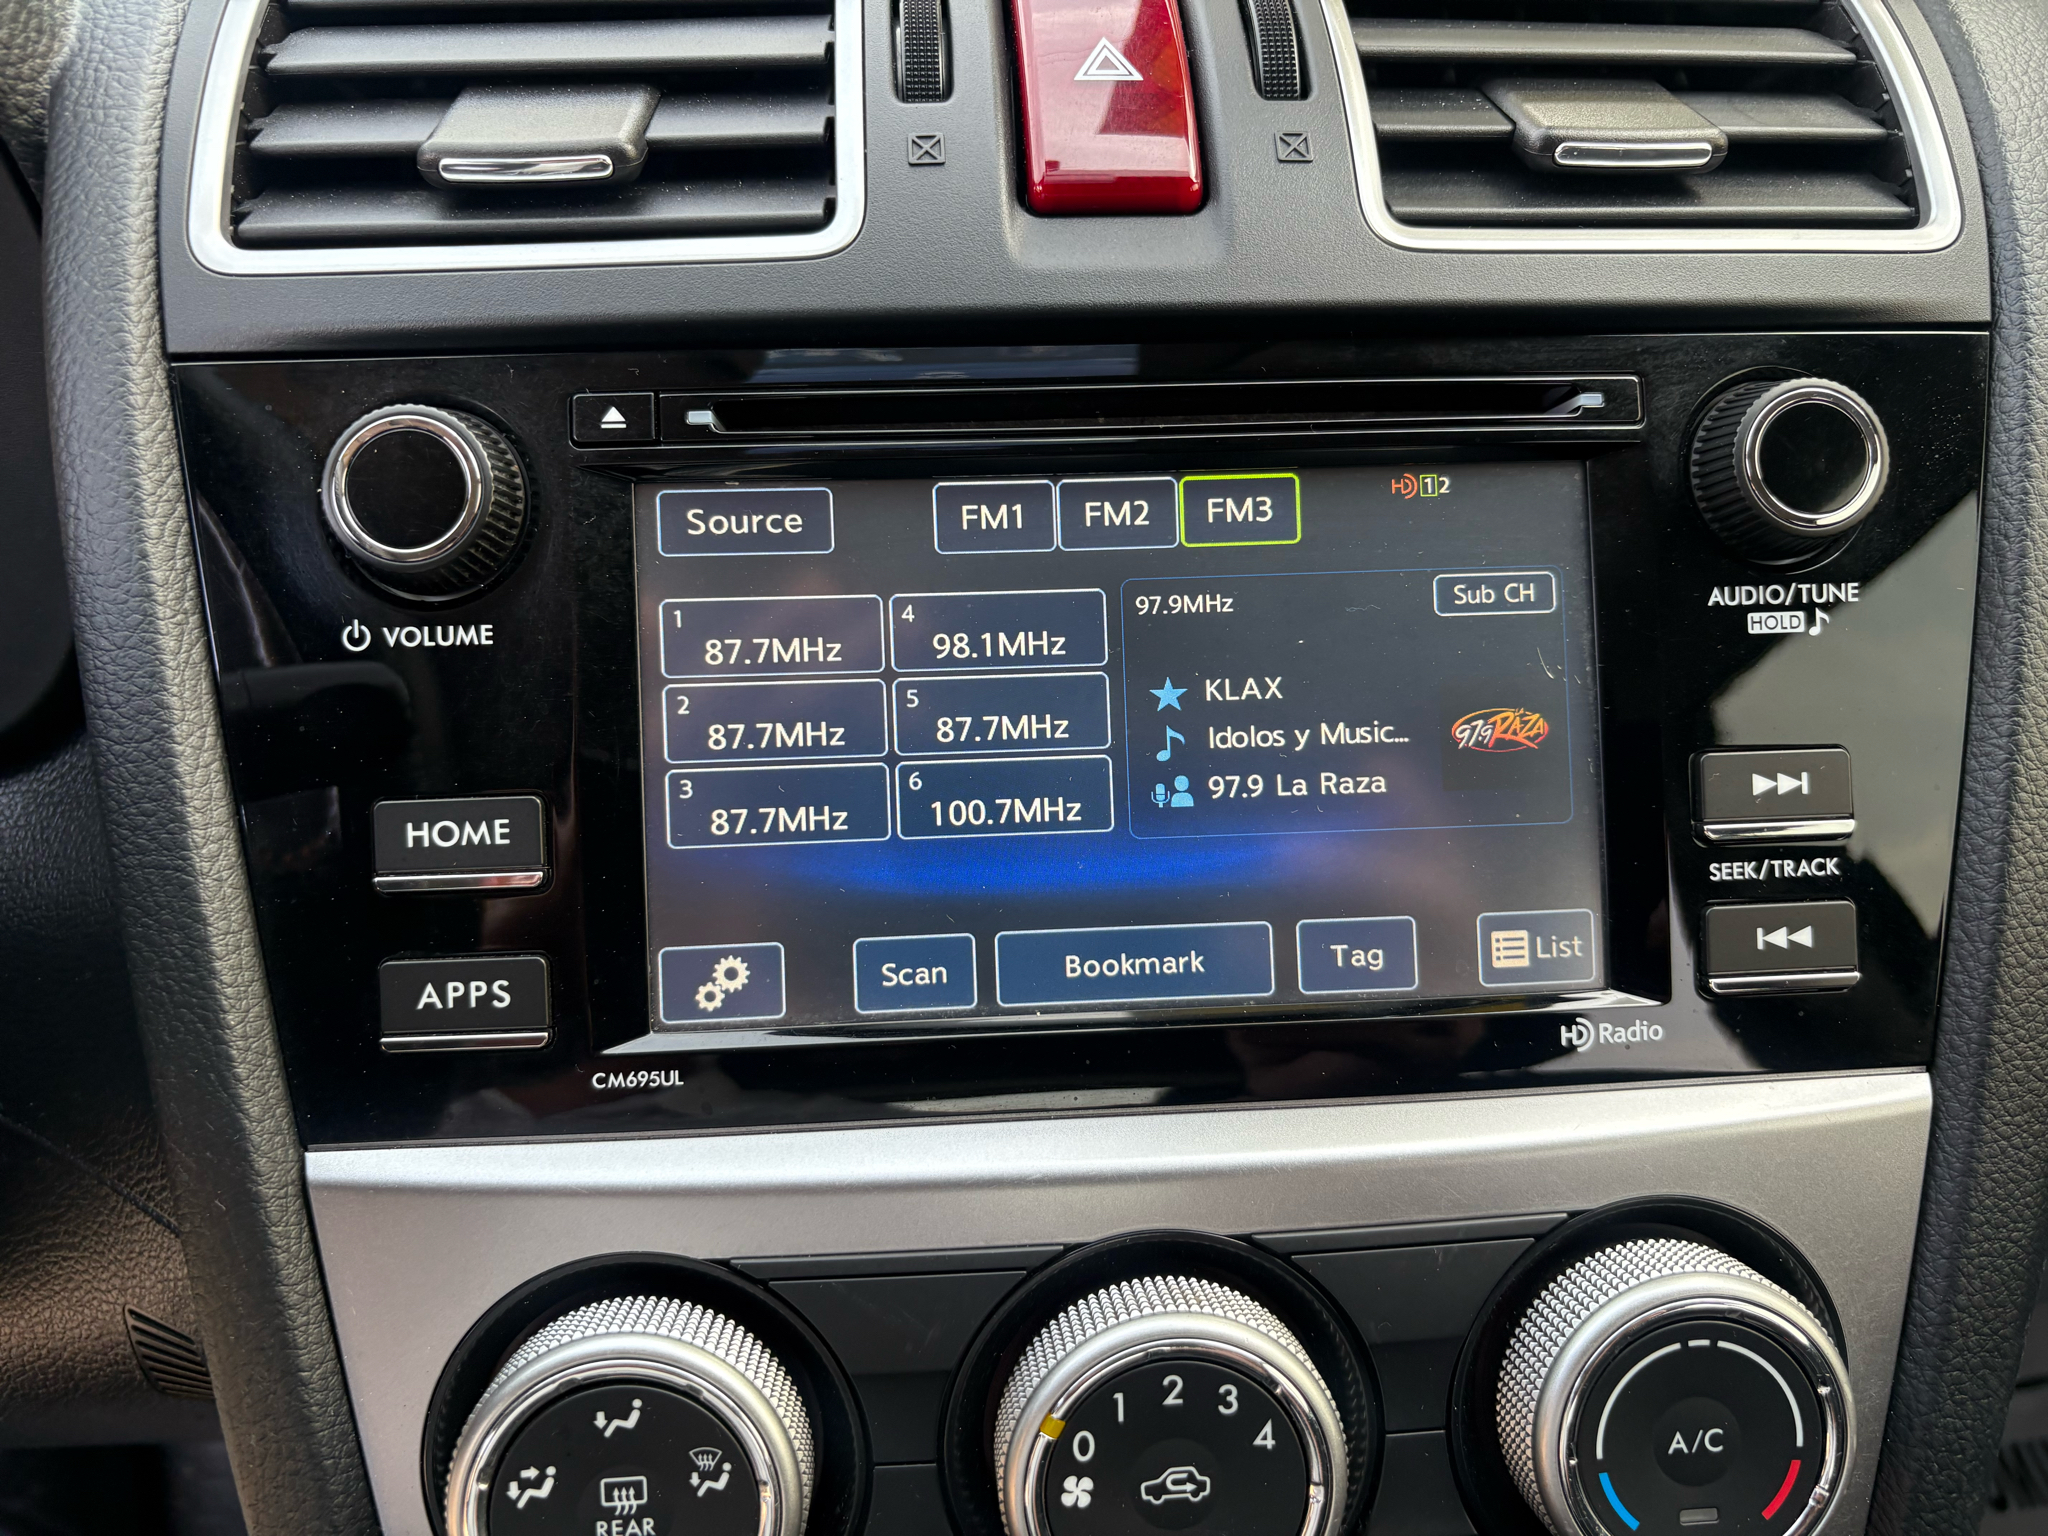 VOLUME
HOME
APPS
CM695UL
Source
FM1
FM2
FM3
HD 1 2
1 87.7MHz
4 98.1MHz
2 87.7MHz
5 87.7MHz
3 87.7MHz
6 100.7MHz
97.9MHz
Sub CH
KLAX
Idolos y Music...
97.9 La Raza
97.9 LA RAZA
Scan
Bookmark
Tag
List
HD Radio
AUDIO/TUNE
HOLD
SEEK/TRACK
REAR
0
1
2
3
4
A/C